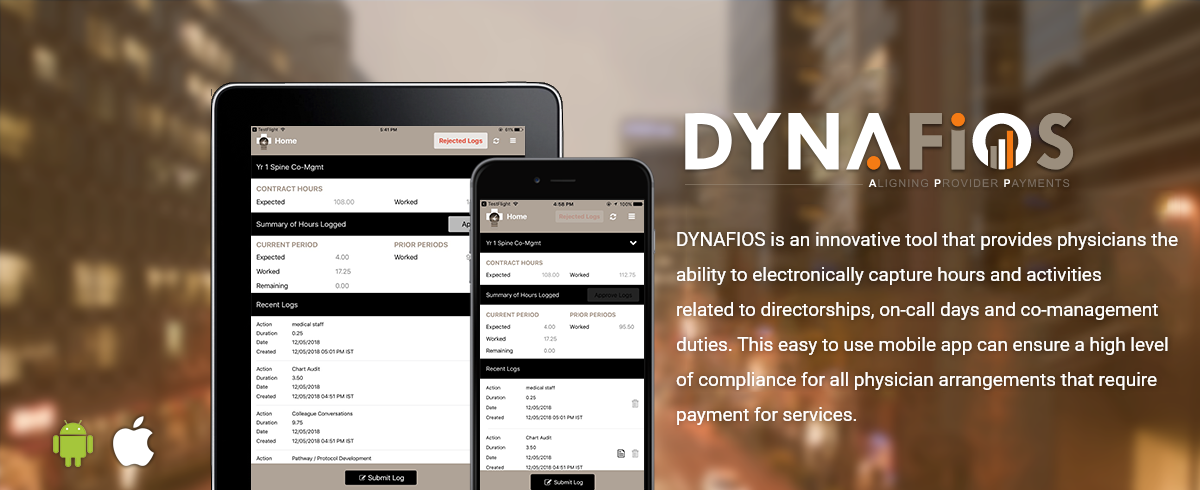 TestFlight 5:41 PM 61%
Home Rejected Logs
Yr 1 Spine Co-Mgmt
CONTRACT HOURS
Expected 108.00 Worked
Summary of Hours Logged
CURRENT PERIOD PRIOR PERIODS
Expected 4.00 Worked
Worked 17.25
Remaining 0.00
Recent Logs
Action medical staff
Duration 0.25
Date 12/05/2018
Created 12/05/2018 05:01 PM IST
Action Chart Audit
Duration 3.50
Date 12/05/2018
Created 12/05/2018 04:51 PM IST
Action Colleague Conversations
Duration 9.75
Date 12/05/2018
Created 12/05/2018 04:51 PM IST
Action Pathway / Protocol Development
Submit Log
TestFlight 4:58 PM 100%
Home Rejected Logs
Yr 1 Spine Co-Mgmt
CONTRACT HOURS
Expected 108.00 Worked 112.75
Summary of Hours Logged Approve Logs
CURRENT PERIOD PRIOR PERIODS
Expected 4.00 Worked 95.50
Worked 17.25
Remaining 0.00
Recent Logs
Action medical staff
Duration 0.25
Date 12/05/2018
Created 12/05/2018 05:01 PM IST
Action Chart Audit
Duration 3.50
Date 12/05/2018
Created 12/05/2018 04:51 PM IST
Submit Log
DYNAFiOS
ALIGNING PROVIDER PAYMENTS
DYNAFIOS is an innovative tool that provides physicians the
ability to electronically capture hours and activities
related to directorships, on-call days and co-management
duties. This easy to use mobile app can ensure a high level
of compliance for all physician arrangements that require
payment for services.